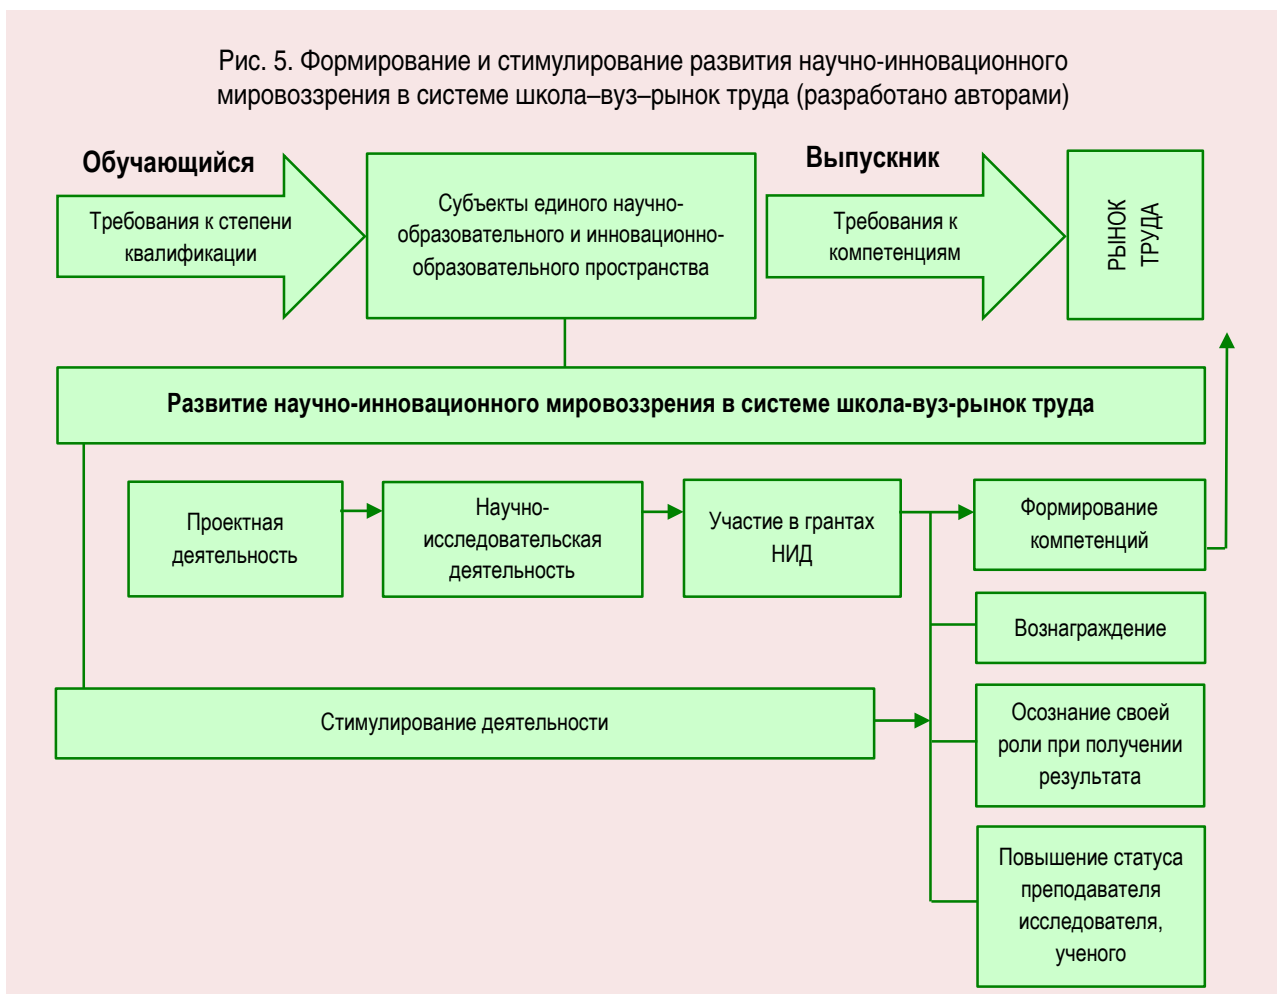 Рис. 5. Формирование и стимулирование развития научно-инновационного
мировоззрения в системе школа–вуз–рынок труда (разработано авторами)
Обучающийся
Требования к степени
квалификации
Субъекты единого научно-
образовательного и инновационно-
образовательного пространства
Выпускник
Требования к
компетенциям
РЫНОК
ТРУДА
Развитие научно-инновационного мировоззрения в системе школа-вуз-рынок труда
Проектная
деятельность
Научно-
исследовательская
деятельность
Участие в грантах
НИД
Формирование
компетенций
Вознаграждение
Стимулирование деятельности
Осознание своей
роли при получении
результата
Повышение статуса
преподавателя
исследователя,
ученого